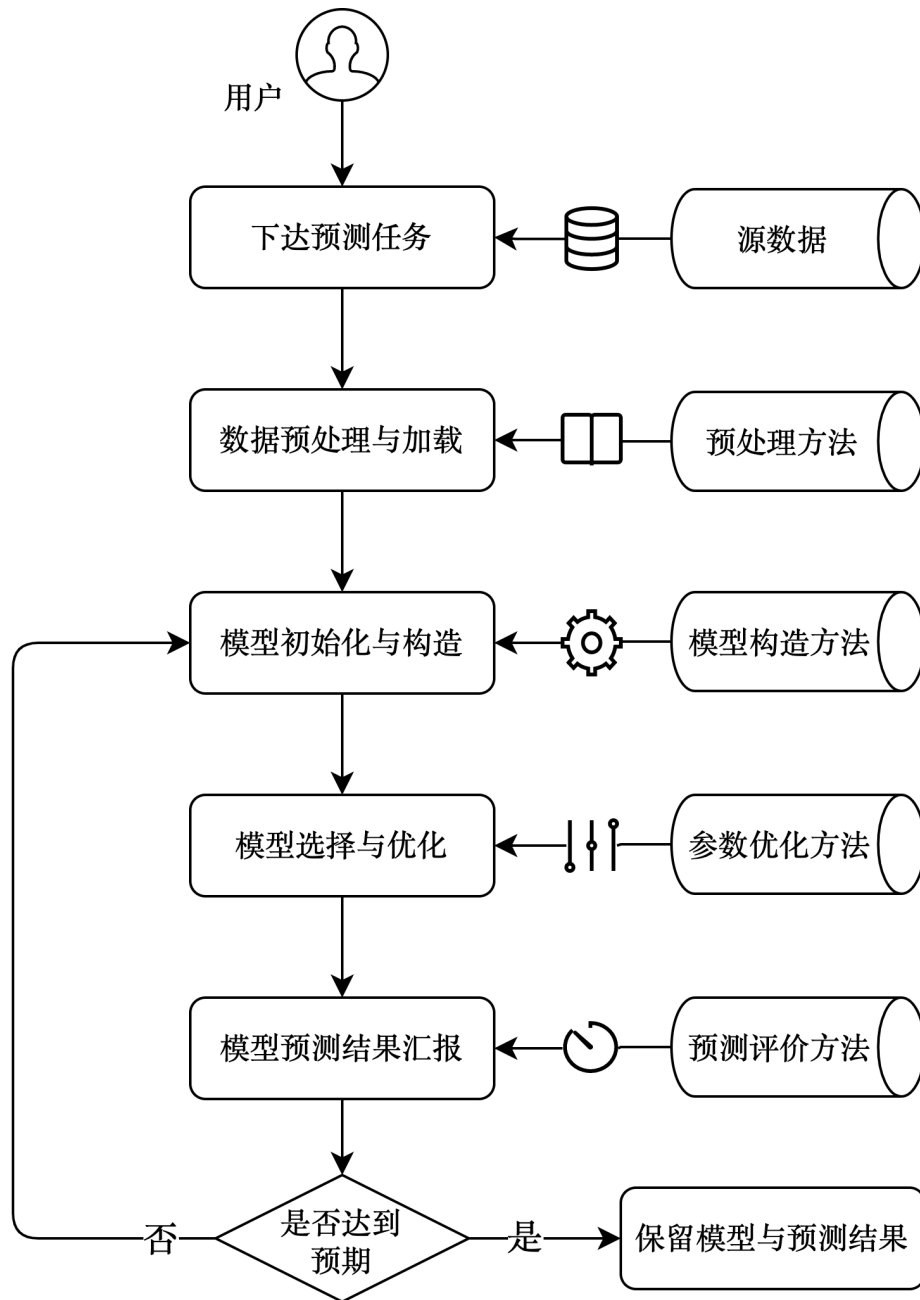 用户
下达预测任务
源数据
数据预处理与加载
预处理方法
模型初始化与构造
模型构造方法
模型选择与优化
参数优化方法
模型预测结果汇报
预测评价方法
是否达到
预期
否
是
保留模型与预测结果